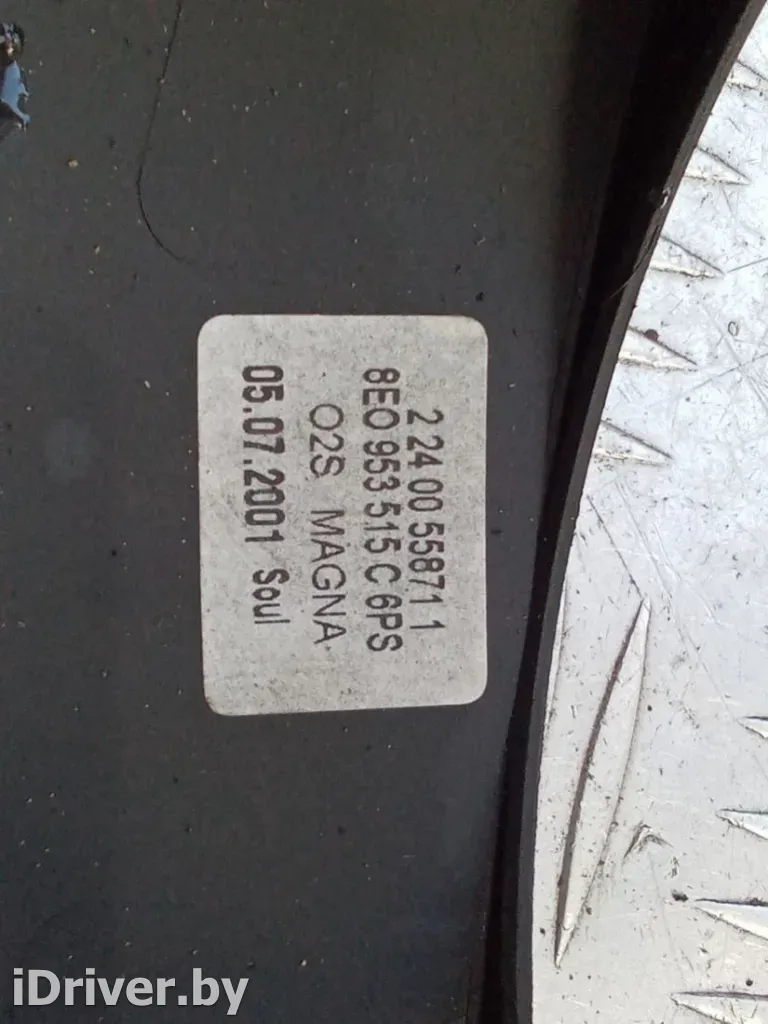 2 24 00 55871 1
8E0 953 515 C 6PS
O2S MAGNA
05.07.2001 Soul
iDriver.by